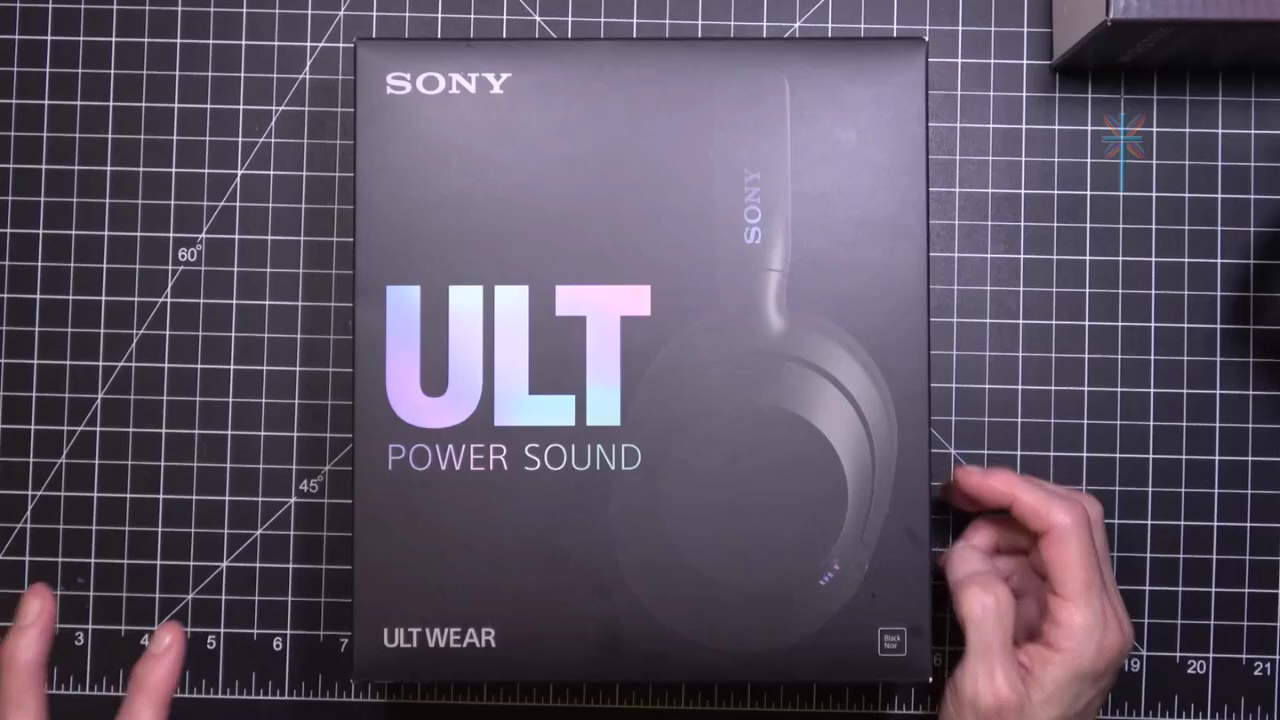 SONY
SONY
60°
ULT
POWER SOUND
45°
ULT
ULT WEAR
Black
Noir
3
4
5
6
7
6
19
20
21